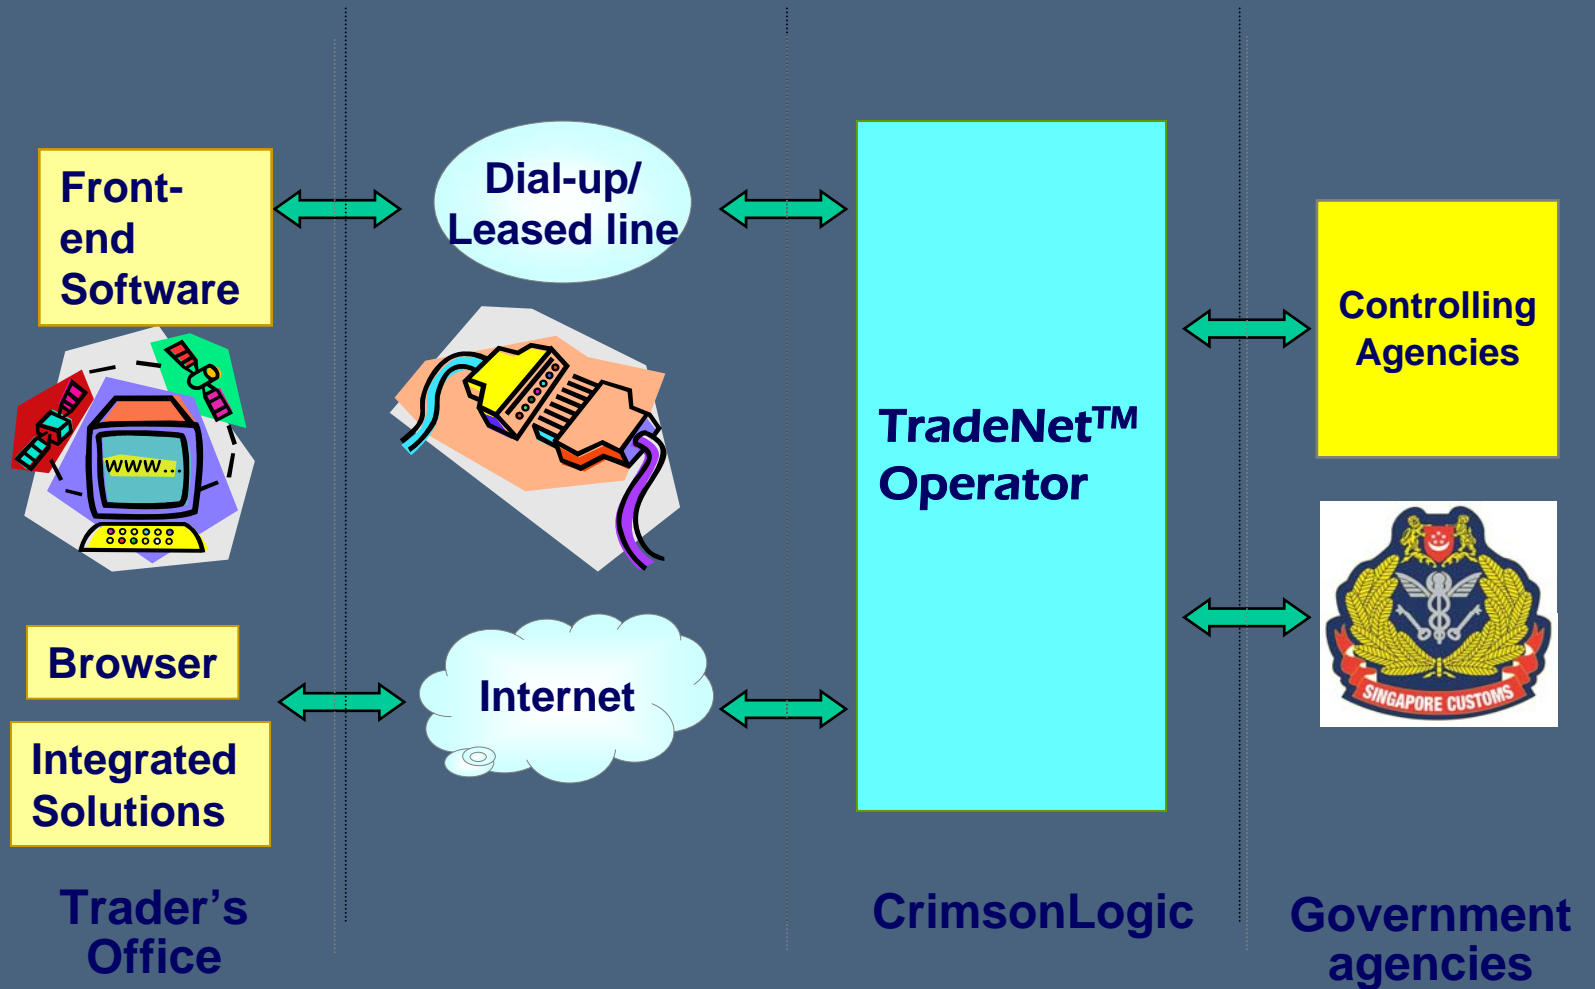 Front-
end
Software
Dial-up/
Leased line
www...
Browser
Integrated
Solutions
Internet
TradeNet™
Operator
Controlling
Agencies
SINGAPORE CUSTOMS
Trader’s
Office
CrimsonLogic
Government
agencies